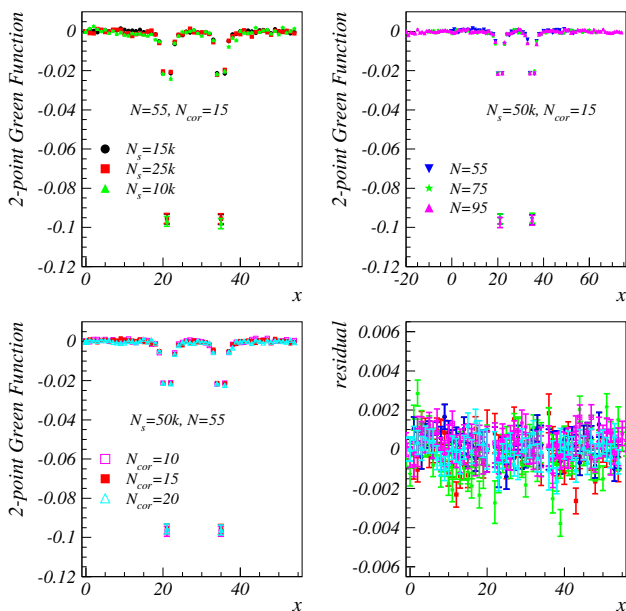 2-point Green Function
0
-0.02
-0.04
-0.06
-0.08
-0.1
-0.12
N=55, N_cor=15
N_s=15k
N_s=25k
N_s=10k
0 20 40
x
2-point Green Function
0
-0.02
-0.04
-0.06
-0.08
-0.1
-0.12
N_s=50k, N_cor=15
N=55
N=75
N=95
-20 0 20 40 60
x
2-point Green Function
0
-0.02
-0.04
-0.06
-0.08
-0.1
-0.12
N_s=50k, N=55
N_cor=10
N_cor=15
N_cor=20
0 20 40
x
residual
0.006
0.004
0.002
0
-0.002
-0.004
-0.006
0 20 40
x